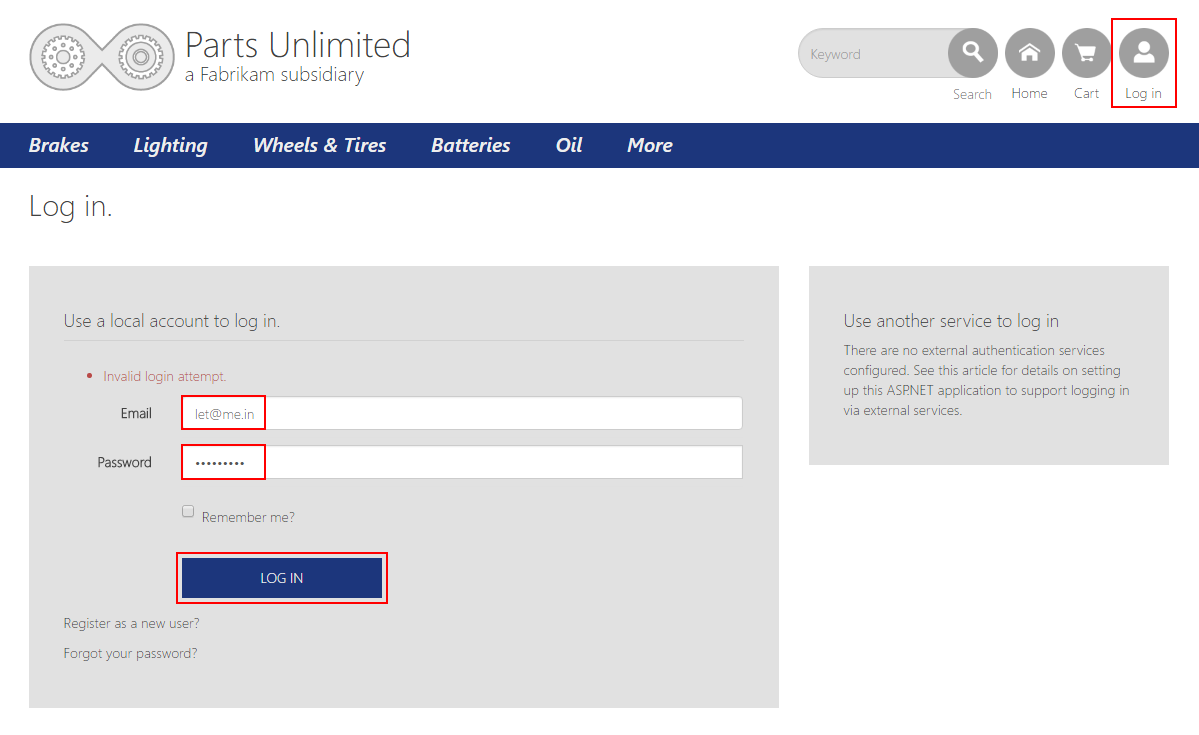 Parts Unlimited
a Fabrikam subsidiary
Keyword
Search
Home
Cart
Log in
Brakes
Lighting
Wheels & Tires
Batteries
Oil
More
Log in.
Use a local account to log in.
Invalid login attempt.
Email
let@me.in
Password
•••••••••
Remember me?
LOG IN
Register as a new user?
Forgot your password?
Use another service to log in
There are no external authentication services
configured. See this article for details on setting
up this ASP.NET application to support logging in
via external services.